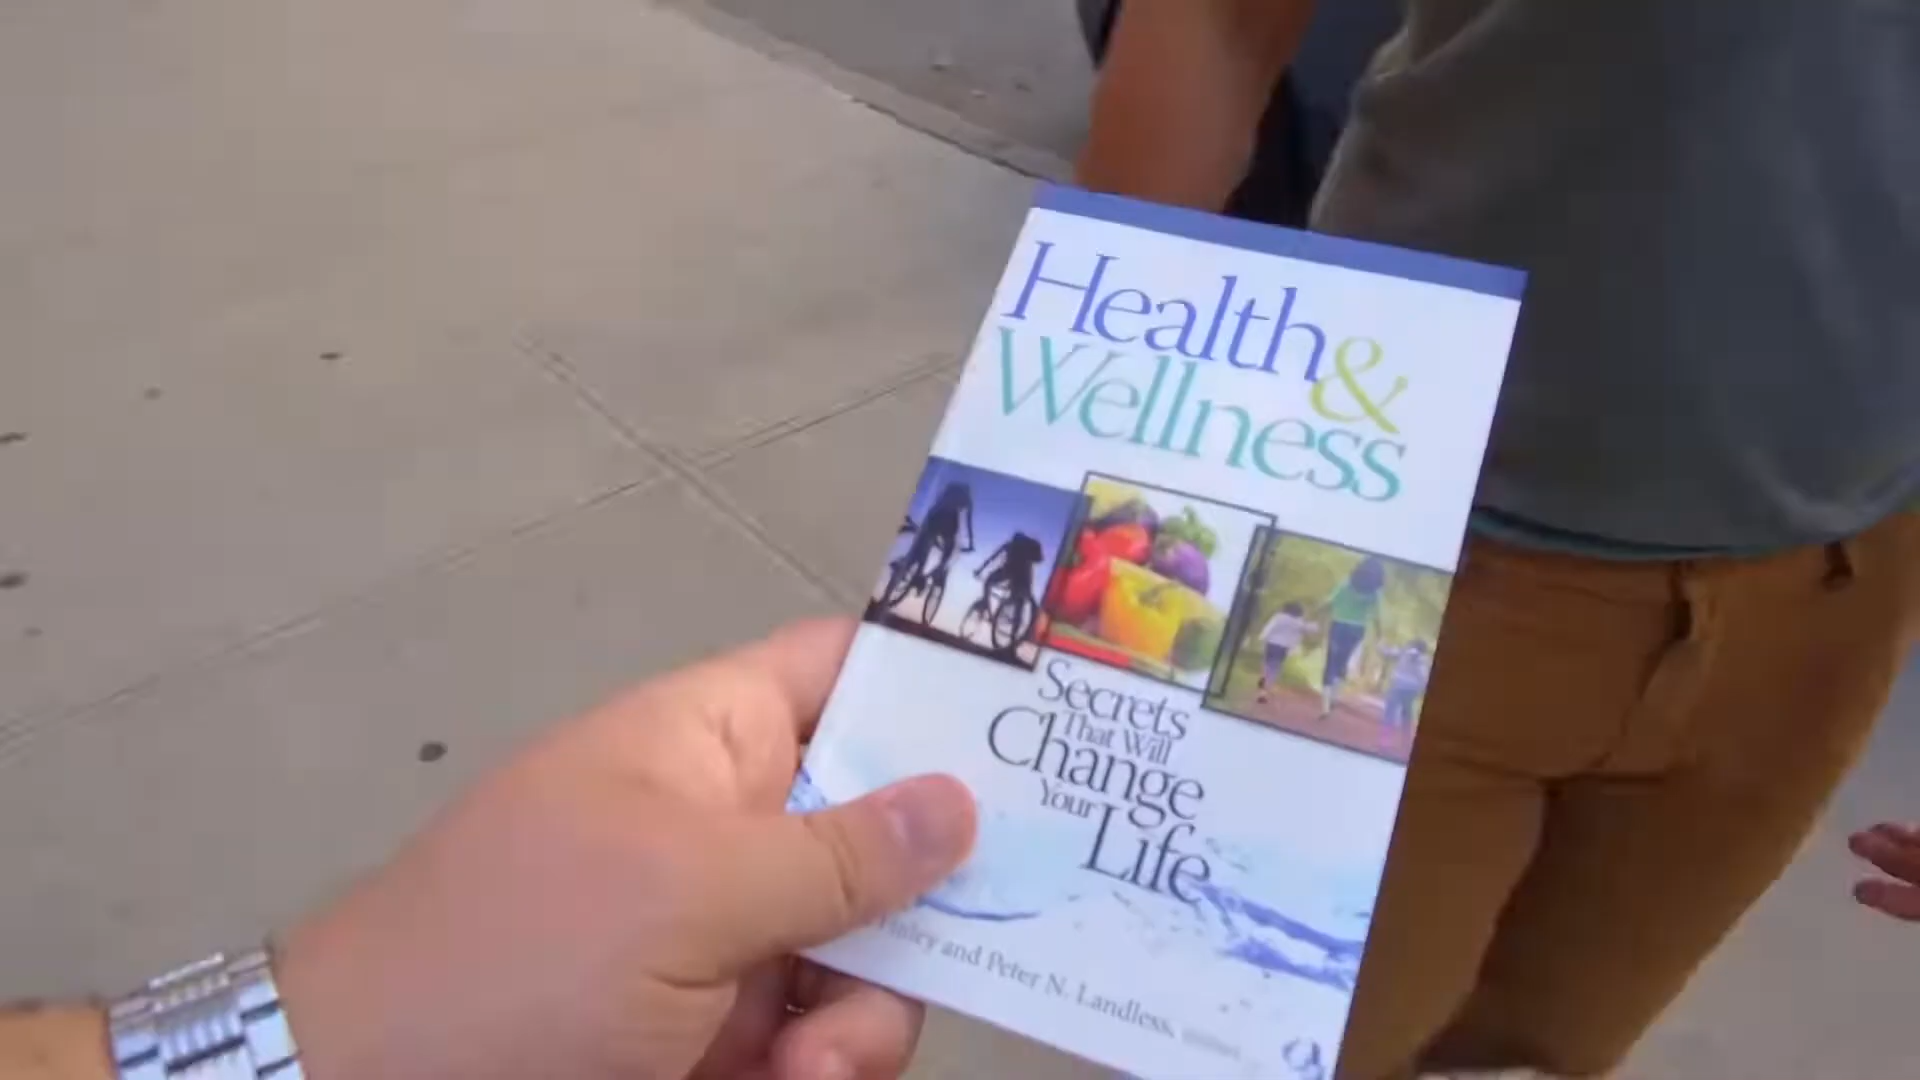 Health &
Wellness
Secrets
That Will
Change
Your
Life
and Peter N. Landless,